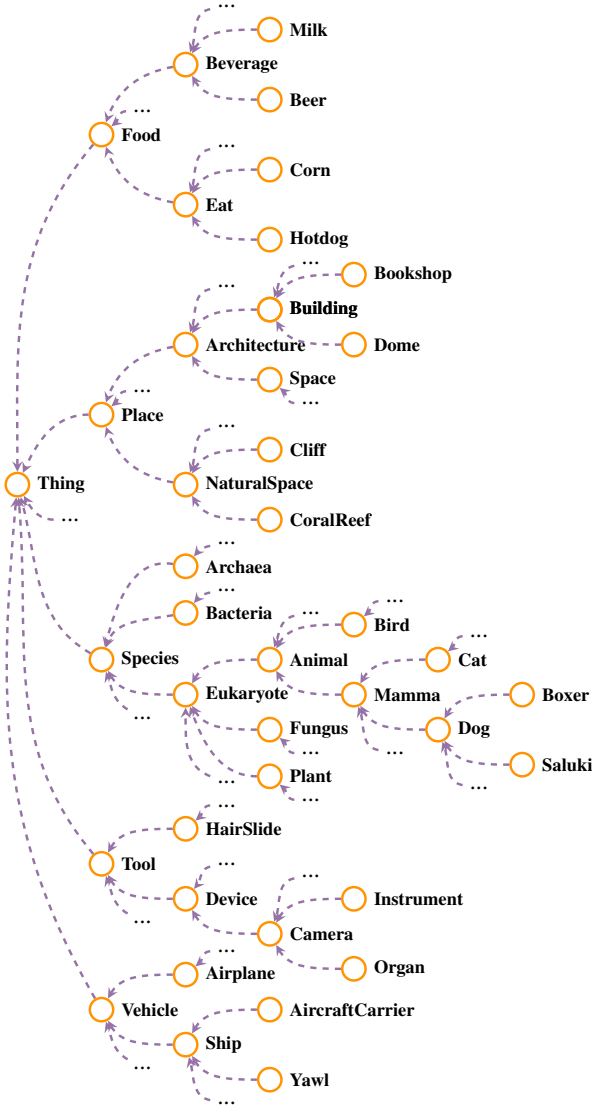 ...
Milk
Beverage
Beer
...
Food
...
Corn
Eat
Hotdog
...
Bookshop
...
Building
Architecture
Dome
Space
...
...
Place
...
Cliff
NaturalSpace
CoralReef
Thing
...
...
Archaea
...
Bacteria
...
...
Bird
...
Species
Animal
Cat
Eukaryote
Mamma
Boxer
...
Fungus
Dog
...
...
Saluki
...
Plant
...
...
...
HairSlide
Tool
...
...
Device
Instrument
...
Camera
...
Airplane
Organ
Vehicle
AircraftCarrier
Ship
...
Yawl
...